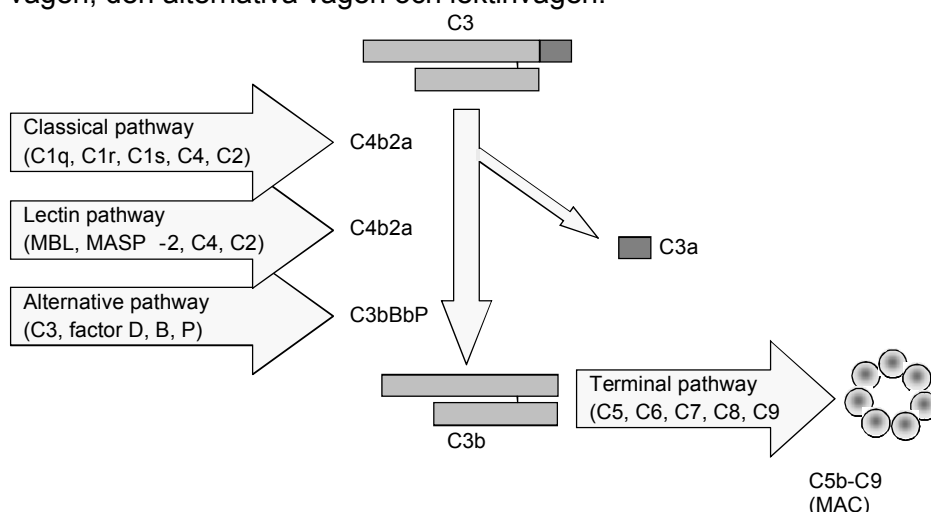 vägen, den alternativa vägen och lektinvägen.
C3
Classical pathway
(C1q, C1r, C1s, C4, C2)
C4b2a
Lectin pathway
(MBL, MASP -2, C4, C2)
C4b2a
C3a
Alternative pathway
(C3, factor D, B, P)
C3bBbP
Terminal pathway
(C5, C6, C7, C8, C9
C3b
C5b-C9
(MAC)